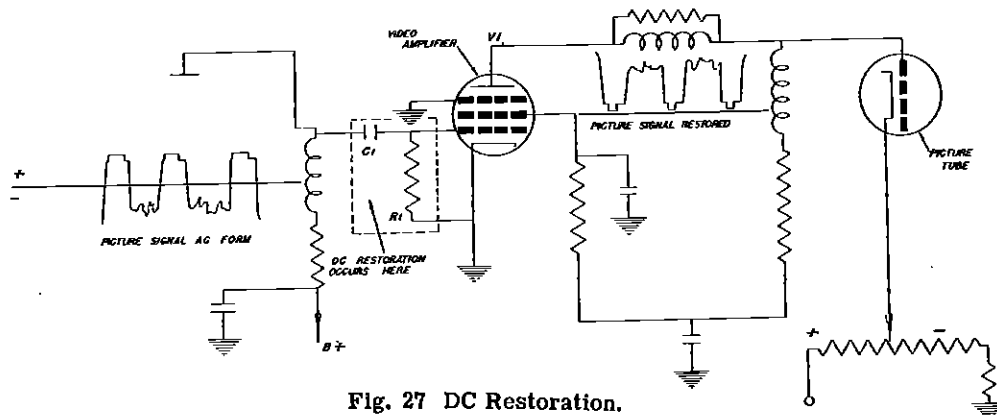 VIDEO
AMPLIFIER
V1
+
-
PICTURE SIGNAL AC FORM
C1
R1
DC RESTORATION
OCCURS HERE
B+
PICTURE SIGNAL RESTORED
PICTURE
TUBE
+
-
Fig. 27 DC Restoration.